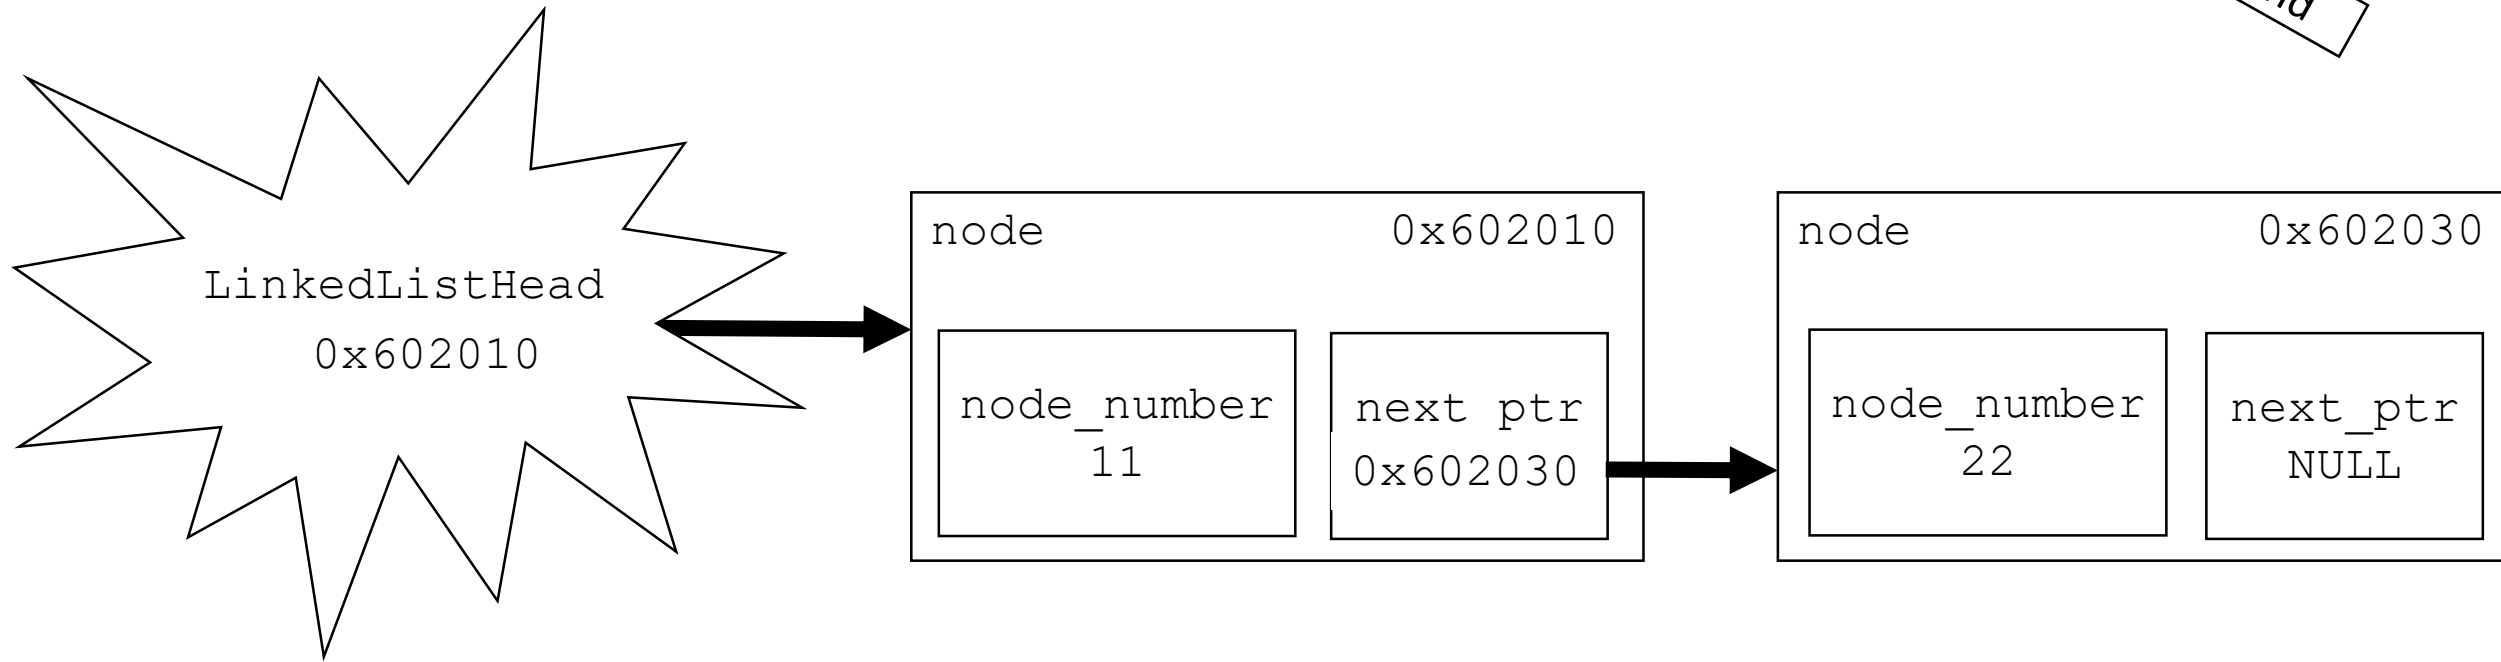 LinkedListHead
0x602010
node 0x602010
node_number
11
next ptr
0x602030
node 0x602030
node_number
22
next_ptr
NULL